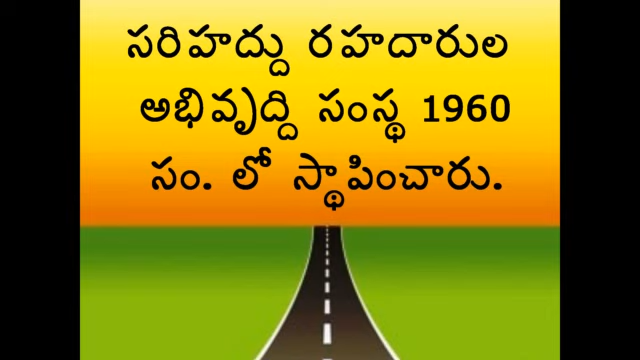 సరిహద్దు రహదారుల
అభివృద్ది సంస్థ 1960
సం. లో స్థాపించారు.